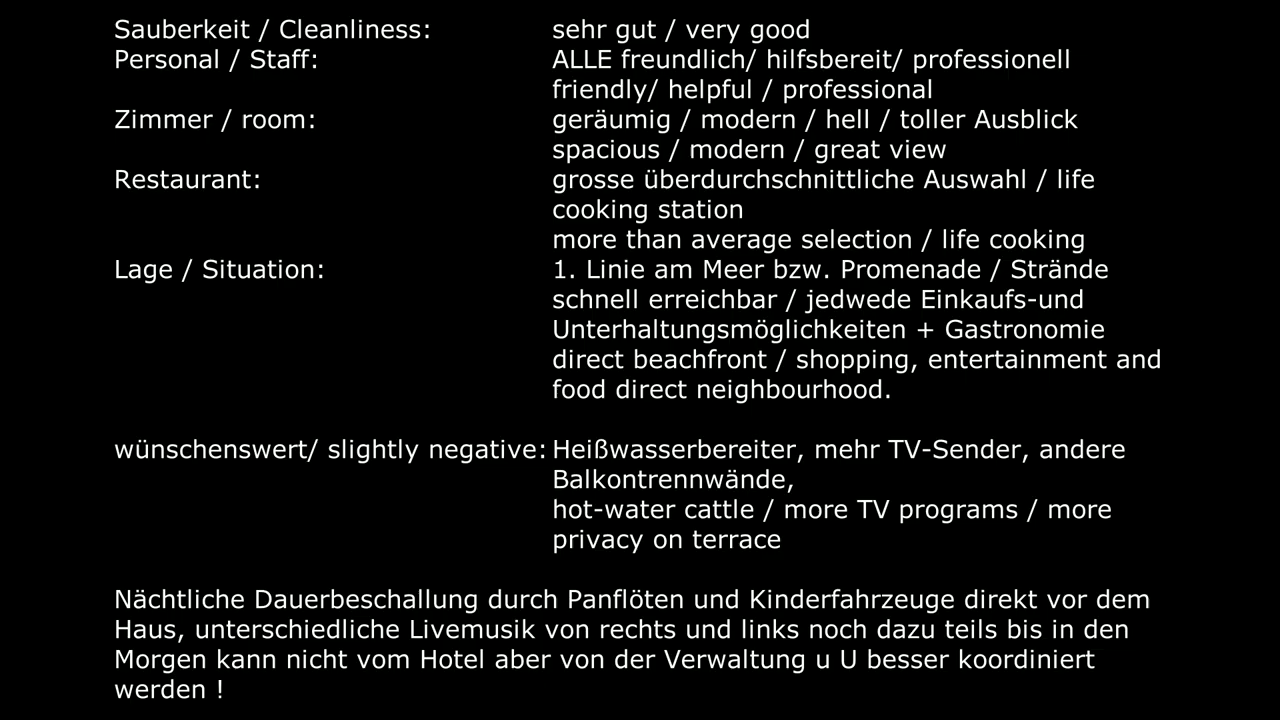 Sauberkeit / Cleanliness: sehr gut / very good
Personal / Staff: ALLE freundlich/ hilfsbereit/ professionell
friendly/ helpful / professional
Zimmer / room: geräumig / modern / hell / toller Ausblick
spacious / modern / great view
Restaurant: grosse überdurchschnittliche Auswahl / life
cooking station
more than average selection / life cooking
Lage / Situation: 1. Linie am Meer bzw. Promenade / Strände
schnell erreichbar / jedwede Einkaufs-und
Unterhaltungsmöglichkeiten + Gastronomie
direct beachfront / shopping, entertainment and
food direct neighbourhood.
wünschenswert/ slightly negative: Heißwasserbereiter, mehr TV-Sender, andere
Balkontrennwände,
hot-water cattle / more TV programs / more
privacy on terrace
Nächtliche Dauerbeschallung durch Panflöten und Kinderfahrzeuge direkt vor dem
Haus, unterschiedliche Livemusik von rechts und links noch dazu teils bis in den
Morgen kann nicht vom Hotel aber von der Verwaltung u U besser koordiniert
werden !